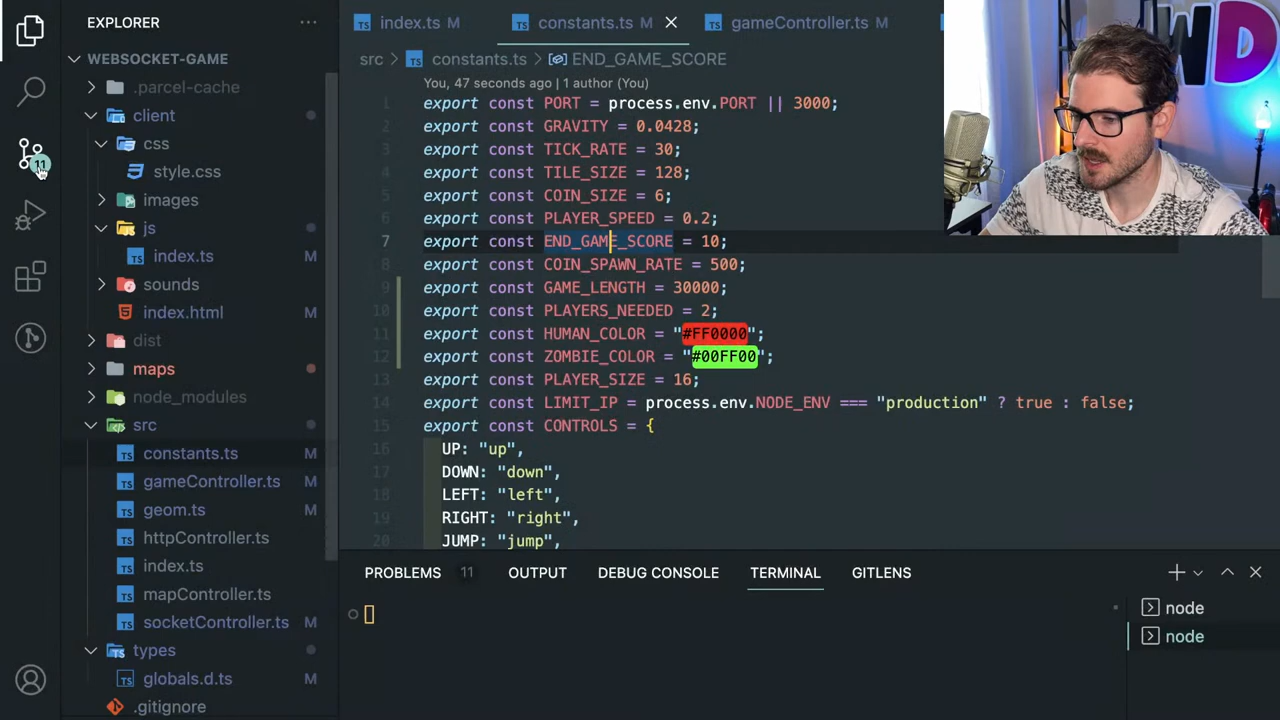 EXPLORER
WEBSOCKET-GAME
.parcel-cache
client
css
style.css
images
js
index.ts
sounds
index.html M
dist
maps
node_modules
src
constants.ts M
gameController.ts M
geom.ts M
httpController.ts
index.ts M
mapController.ts
socketController.ts M
types
globals.d.ts M
.gitignore
11
TS index.ts M
TS constants.ts M
TS gameController.ts M
src > TS constants.ts > END_GAME_SCORE
You, 47 seconds ago | 1 author (You)
1 export const PORT = process.env.PORT || 3000;
2 export const GRAVITY = 0.0428;
3 export const TICK_RATE = 30;
4 export const TILE_SIZE = 128;
5 export const COIN_SIZE = 6;
6 export const PLAYER_SPEED = 0.2;
7 export const END_GAME_SCORE = 10;
8 export const COIN_SPAWN_RATE = 500;
9 export const GAME_LENGTH = 30000;
10 export const PLAYERS_NEEDED = 2;
11 export const HUMAN_COLOR = "#FF0000";
12 export const ZOMBIE_COLOR = "#00FF00";
13 export const PLAYER_SIZE = 16;
14 export const LIMIT_IP = process.env.NODE_ENV === "production" ? true : false;
15 export const CONTROLS = {
16 UP: "up",
17 DOWN: "down",
18 LEFT: "left",
19 RIGHT: "right",
20 JUMP: "jump",
PROBLEMS 11 OUTPUT DEBUG CONSOLE TERMINAL GITLENS
node
node
WD